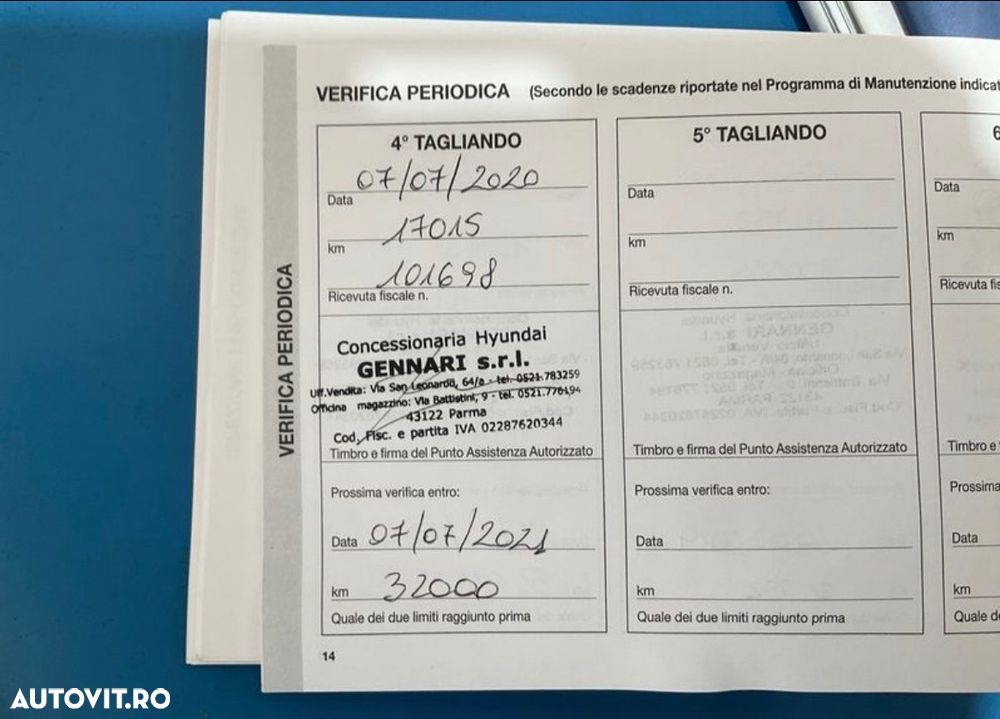 VERIFICA PERIODICA (Secondo le scadenze riportate nel Programma di Manutenzione indicat
VERIFICA PERIODICA
4° TAGLIANDO
07/07/2020
Data
17015
km
101698
Ricevuta fiscale n.
Concessionaria Hyundai
GENNARI s.r.l.
Uff.Vendita: Via San Leonardo, 64/a - tel. 0521.783259
Officina magazzino: Via Battistini, 9 - tel. 0521.776194
43122 Parma
Cod. Fisc. e partita IVA 02287620344
Timbro e firma del Punto Assistenza Autorizzato
Prossima verifica entro:
Data 07/07/2021
km 32000
Quale dei due limiti raggiunto prima
5° TAGLIANDO
Data
km
Ricevuta fiscale n.
Timbro e firma del Punto Assistenza Autorizzato
Prossima verifica entro:
Data
km
Quale dei due limiti raggiunto prima
6
Data
km
Ricevuta fis
Timbro e
Prossima
Data
km
Quale d
14
AUTOVIT.RO